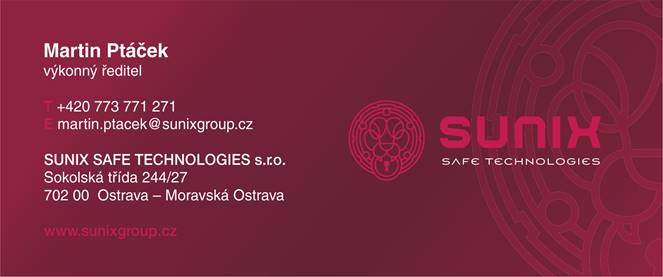 Martin Ptáček
výkonný ředitel
T +420 773 771 271
E martin.ptacek@sunixgroup.cz
SUNIX SAFE TECHNOLOGIES s.r.o.
Sokolská třída 244/27
702 00 Ostrava – Moravská Ostrava
www.sunixgroup.cz
SUNIX
SAFE TECHNOLOGIES